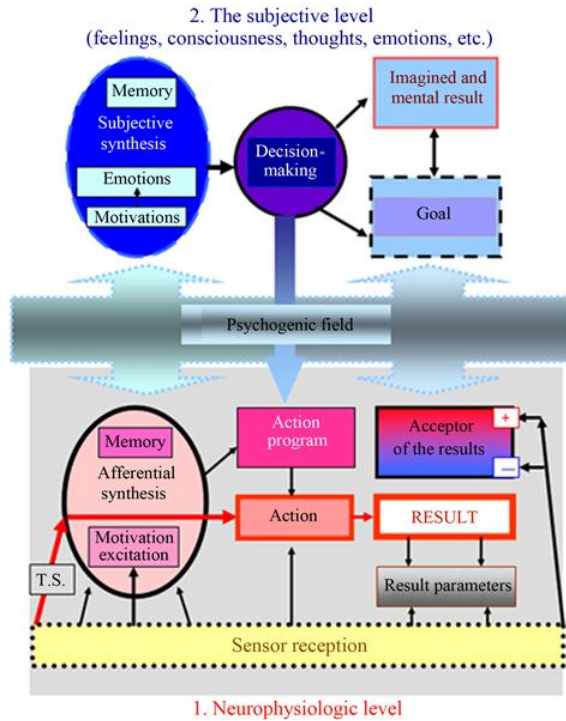 2. The subjective level
(feelings, consciousness, thoughts, emotions, etc.)
Memory
Subjective
synthesis
Emotions
Motivations
Decision-
making
Imagined and
mental result
Goal
Psychogenic field
Memory
Afferential
synthesis
Motivation
excitation
T.S.
Action
program
Action
Acceptor
of the results
+
—
RESULT
Result parameters
Sensor reception
1. Neurophysiologic level